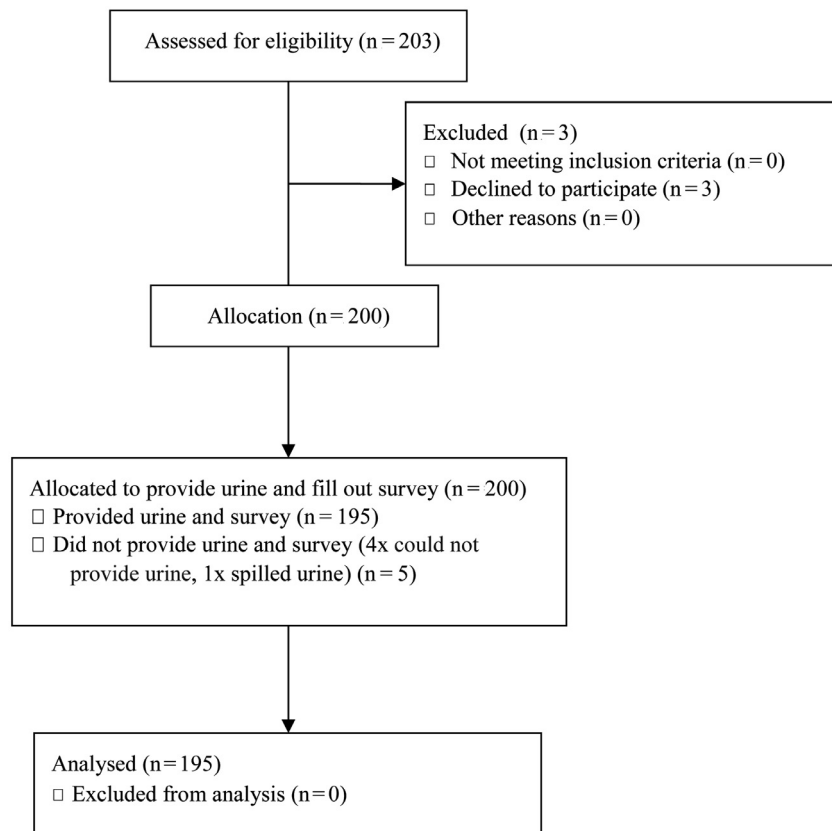 Assessed for eligibility (n=203)
Excluded (n=3)
□ Not meeting inclusion criteria (n=0)
□ Declined to participate (n=3)
□ Other reasons (n=0)
Allocation (n=200)
Allocated to provide urine and fill out survey (n=200)
□ Provided urine and survey (n=195)
□ Did not provide urine and survey (4x could not
provide urine, 1x spilled urine) (n=5)
Analysed (n=195)
□ Excluded from analysis (n=0)